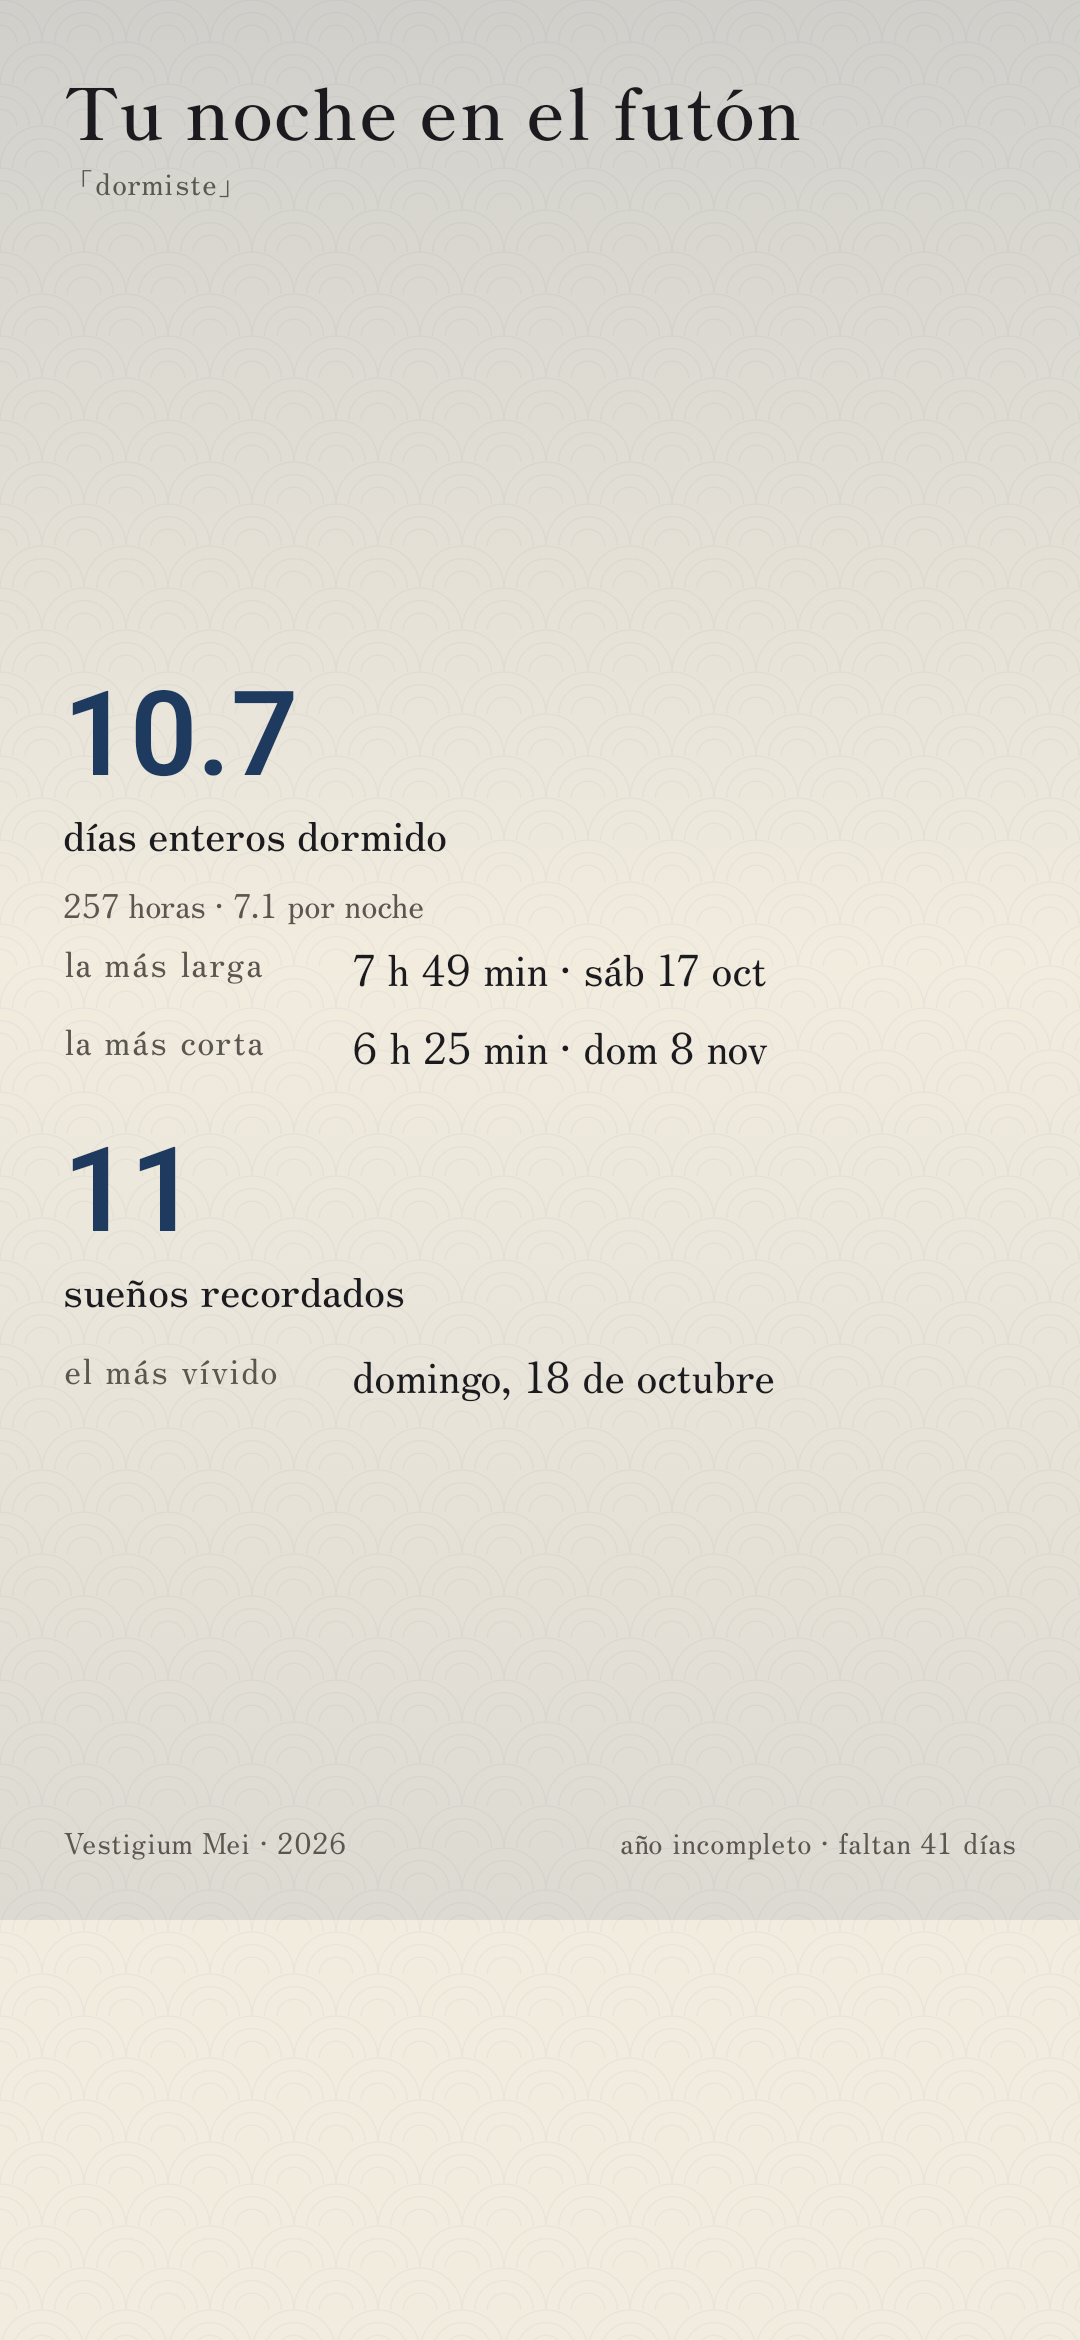 Tu noche en el futón
「dormiste」
10.7
días enteros dormido
257 horas · 7.1 por noche
la más larga 7 h 49 min · sáb 17 oct
la más corta 6 h 25 min · dom 8 nov
11
sueños recordados
el más vívido domingo, 18 de octubre
Vestigium Mei · 2026 año incompleto · faltan 41 días